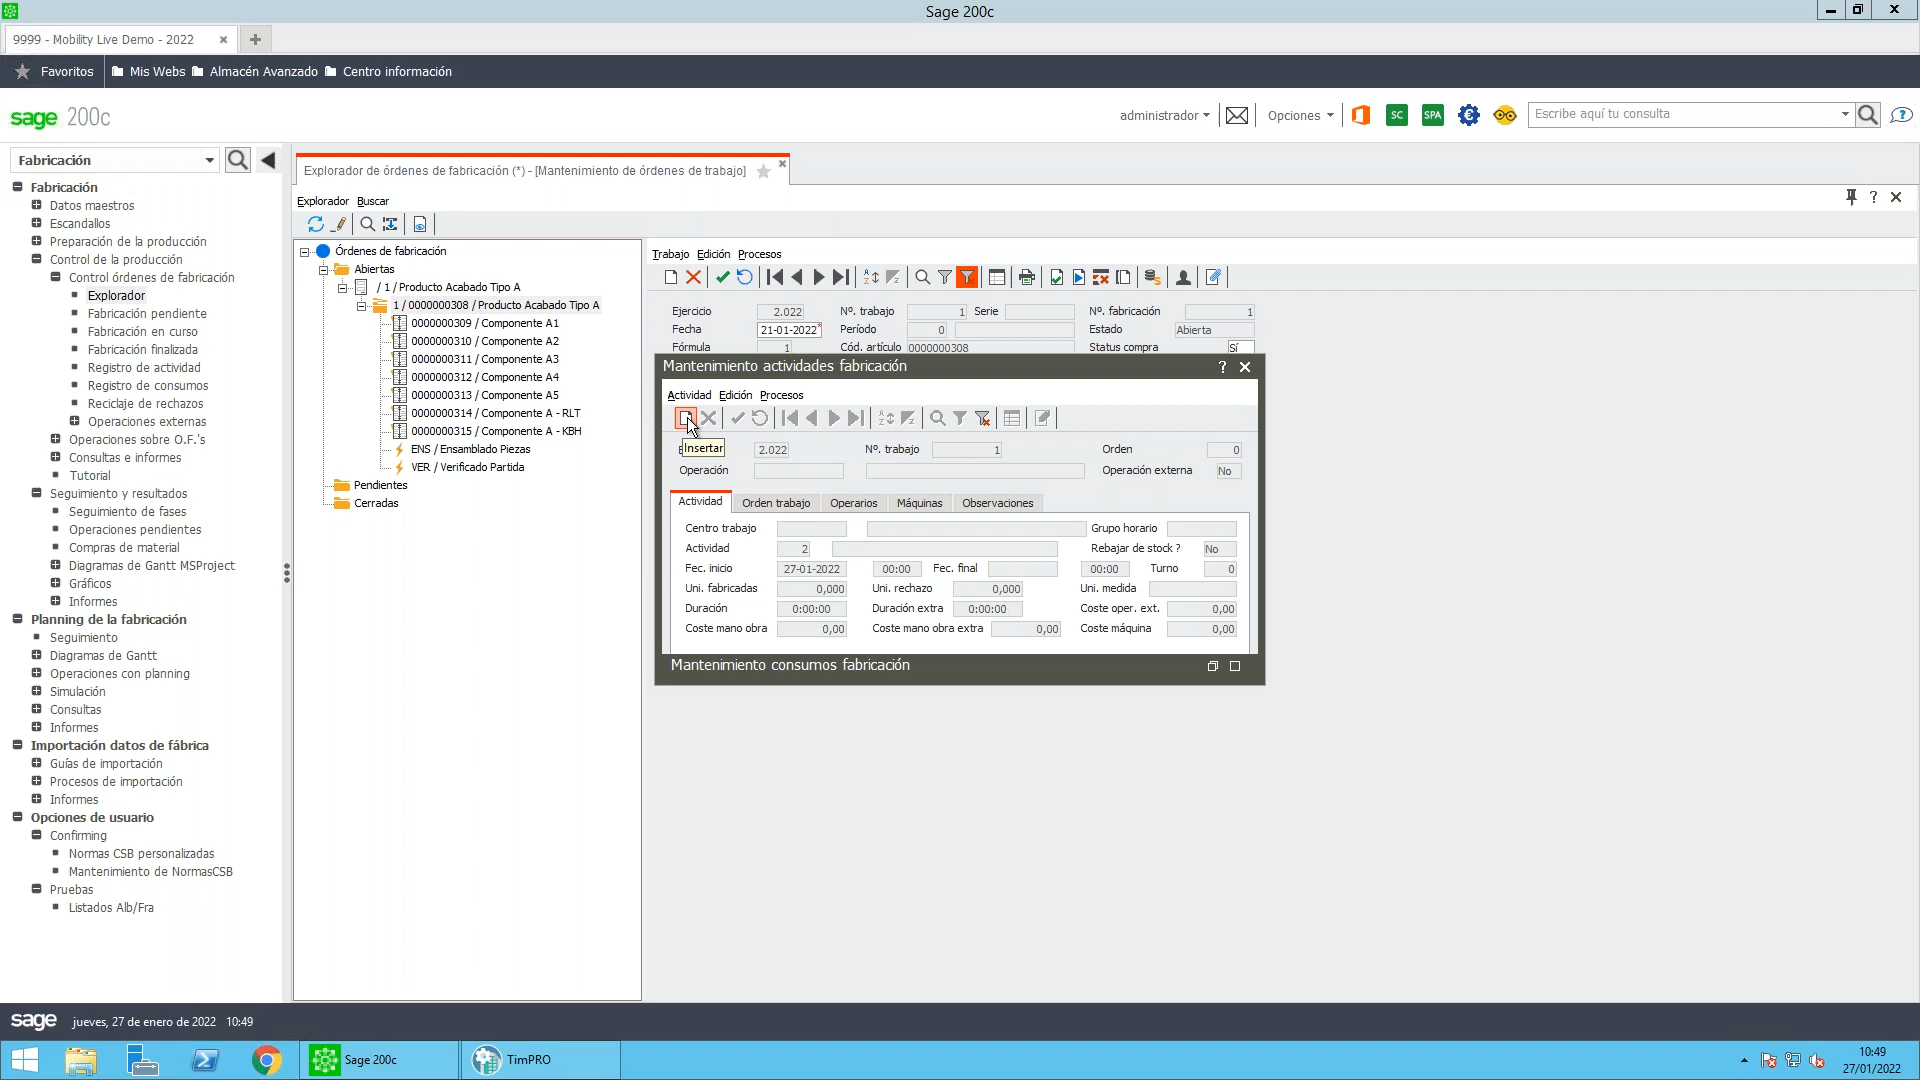 Sage 200c
9999 - Mobility Live Demo - 2022
Favoritos Mis Webs Almacén Avanzado Centro información
sage 200c
administrador Opciones SC SPA Escribe aquí tu consulta
Fabricación
Fabricación
Datos maestros
Escandallos
Preparación de la producción
Control de la producción
Control órdenes de fabricación
Explorador
Fabricación pendiente
Fabricación en curso
Fabricación finalizada
Registro de actividad
Registro de consumos
Reciclaje de rechazos
Operaciones externas
Operaciones sobre O.F.'s
Consultas e informes
Tutorial
Seguimiento y resultados
Seguimiento de fases
Operaciones pendientes
Compras de material
Diagramas de Gantt MSProject
Gráficos
Informes
Planning de la fabricación
Seguimiento
Diagramas de Gantt
Operaciones con planning
Simulación
Consultas
Informes
Importación datos de fábrica
Guías de importación
Procesos de importación
Informes
Opciones de usuario
Confirming
Normas CSB personalizadas
Mantenimiento de NormasCSB
Pruebas
Listados Alb/Fra
Explorador de órdenes de fabricación (*) - [Mantenimiento de órdenes de trabajo]
Explorador Buscar
Órdenes de fabricación
Abiertas
/ 1 / Producto Acabado Tipo A
1 / 0000000308 / Producto Acabado Tipo A
0000000309 / Componente A1
0000000310 / Componente A2
0000000311 / Componente A3
0000000312 / Componente A4
0000000313 / Componente A5
0000000314 / Componente A - RLT
0000000315 / Componente A - KBH
ENS / Ensamblado Piezas
VER / Verificado Partida
Pendientes
Cerradas
Trabajo Edición Procesos
Ejercicio 2.022 Nº. trabajo 1 Serie Nº. fabricación 1
Fecha 21-01-2022* Período 0 Estado Abierta
Fórmula 1 Cód. artículo 0000000308 Status compra Sí
Mantenimiento actividades fabricación
Actividad Edición Procesos
Insertar
2.022 Nº. trabajo 1 Orden 0
Operación Operación externa No
Actividad Orden trabajo Operarios Máquinas Observaciones
Centro trabajo Grupo horario
Actividad 2 Rebajar de stock ? No
Fec. inicio 27-01-2022 00:00 Fec. final 00:00 Turno 0
Uni. fabricadas 0,000 Uni. rechazo 0,000 Uni. medida
Duración 0:00:00 Duración extra 0:00:00 Coste oper. ext. 0,00
Coste mano obra 0,00 Coste mano obra extra 0,00 Coste máquina 0,00
Mantenimiento consumos fabricación
sage jueves, 27 de enero de 2022 10:49
Sage 200c TimPRO
10:49
27/01/2022